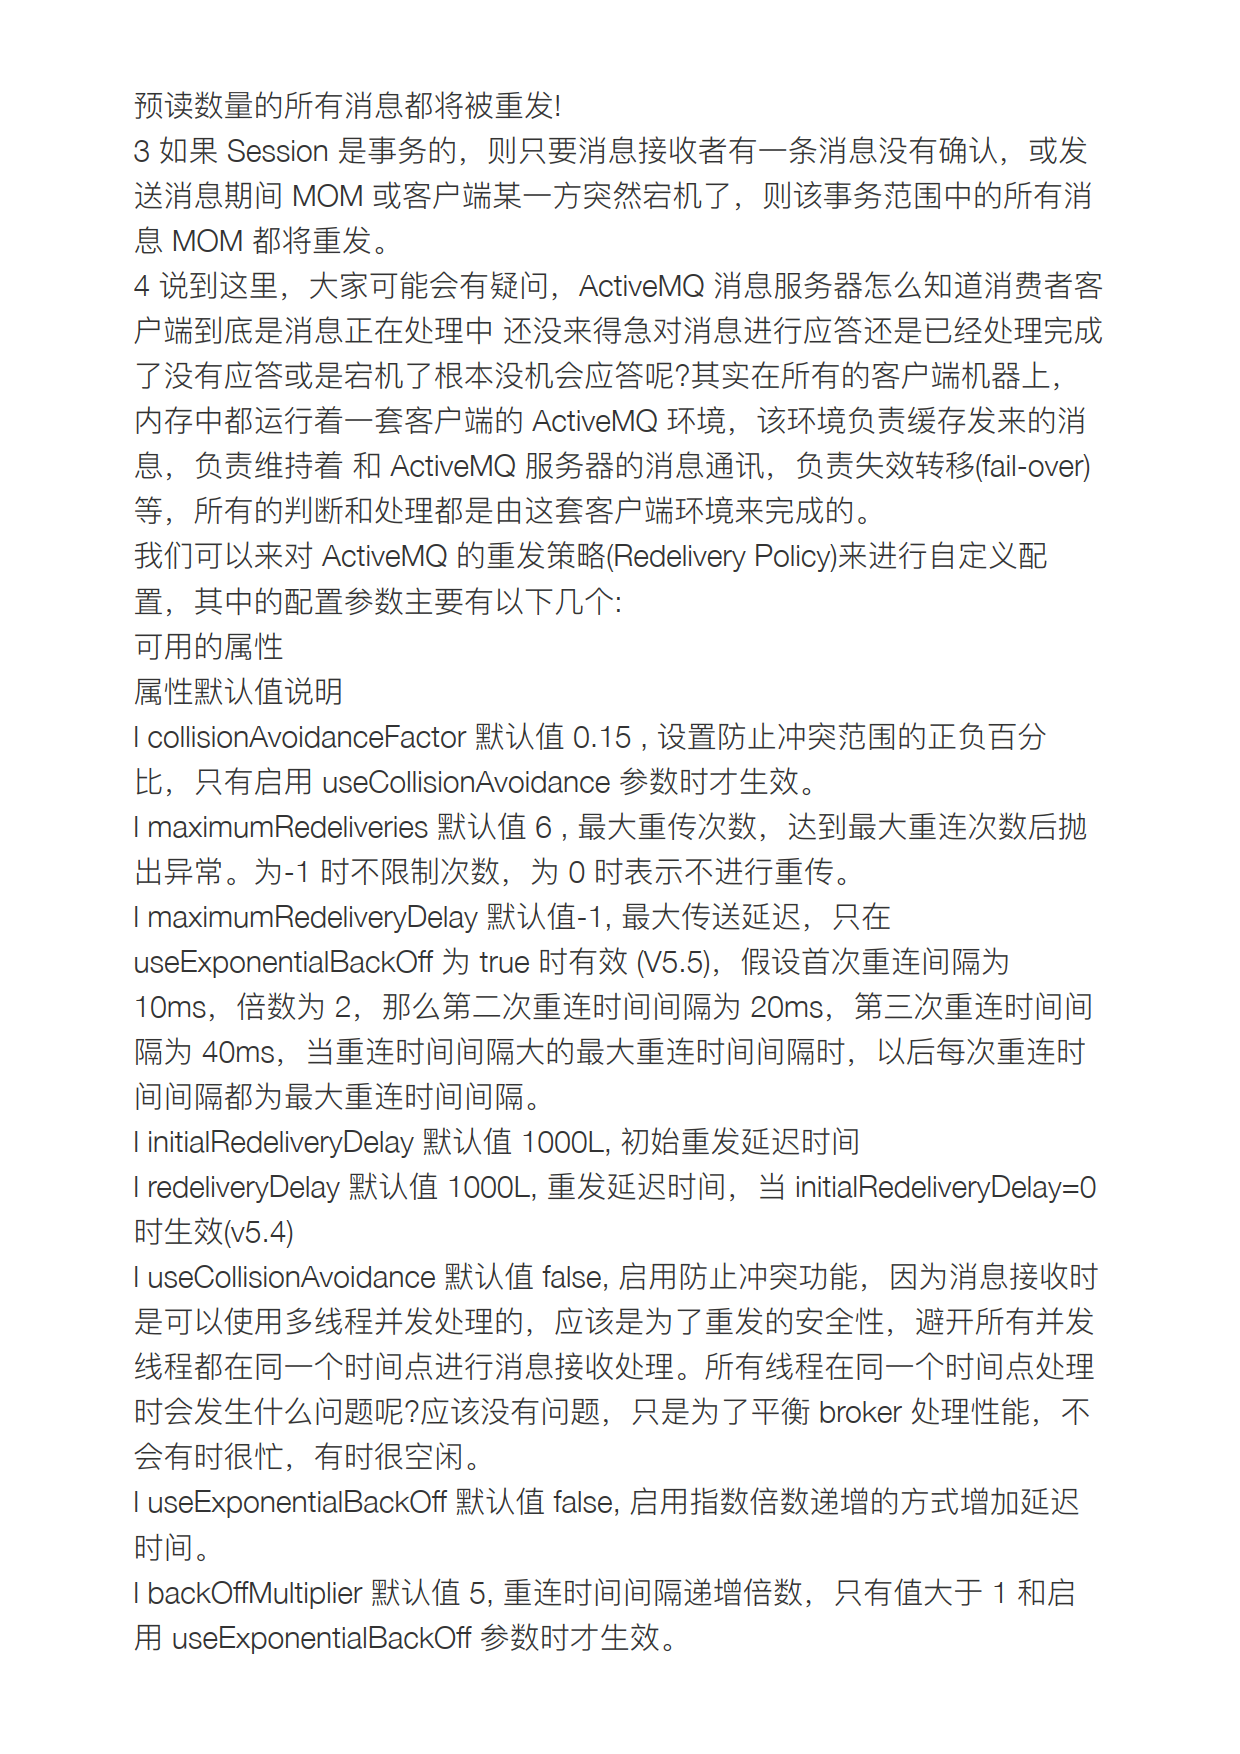 预读数量的所有消息都将被重发!
3 如果 Session 是事务的，则只要消息接收者有一条消息没有确认，或发
送消息期间 MOM 或客户端某一方突然宕机了，则该事务范围中的所有消
息 MOM 都将重发。
4 说到这里，大家可能会有疑问，ActiveMQ 消息服务器怎么知道消费者客
户端到底是消息正在处理中 还没来得急对消息进行应答还是已经处理完成
了没有应答或是宕机了根本没机会应答呢?其实在所有的客户端机器上，
内存中都运行着一套客户端的 ActiveMQ 环境，该环境负责缓存发来的消
息，负责维持着 和 ActiveMQ 服务器的消息通讯，负责失效转移(fail-over)
等，所有的判断和处理都是由这套客户端环境来完成的。
我们可以来对 ActiveMQ 的重发策略(Redelivery Policy)来进行自定义配
置，其中的配置参数主要有以下几个:
可用的属性
属性默认值说明
l collisionAvoidanceFactor 默认值 0.15 , 设置防止冲突范围的正负百分
比，只有启用 useCollisionAvoidance 参数时才生效。
l maximumRedeliveries 默认值 6 , 最大重传次数，达到最大重连次数后抛
出异常。为-1 时不限制次数，为 0 时表示不进行重传。
l maximumRedeliveryDelay 默认值-1, 最大传送延迟，只在
useExponentialBackOff 为 true 时有效 (V5.5)，假设首次重连间隔为
10ms，倍数为 2，那么第二次重连时间间隔为 20ms，第三次重连时间间
隔为 40ms，当重连时间间隔大的最大重连时间间隔时，以后每次重连时
间间隔都为最大重连时间间隔。
l initialRedeliveryDelay 默认值 1000L, 初始重发延迟时间
l redeliveryDelay 默认值 1000L, 重发延迟时间，当 initialRedeliveryDelay=0
时生效(v5.4)
l useCollisionAvoidance 默认值 false, 启用防止冲突功能，因为消息接收时
是可以使用多线程并发处理的，应该是为了重发的安全性，避开所有并发
线程都在同一个时间点进行消息接收处理。所有线程在同一个时间点处理
时会发生什么问题呢?应该没有问题，只是为了平衡 broker 处理性能，不
会有时很忙，有时很空闲。
l useExponentialBackOff 默认值 false, 启用指数倍数递增的方式增加延迟
时间。
l backOffMultiplier 默认值 5, 重连时间间隔递增倍数，只有值大于 1 和启
用 useExponentialBackOff 参数时才生效。